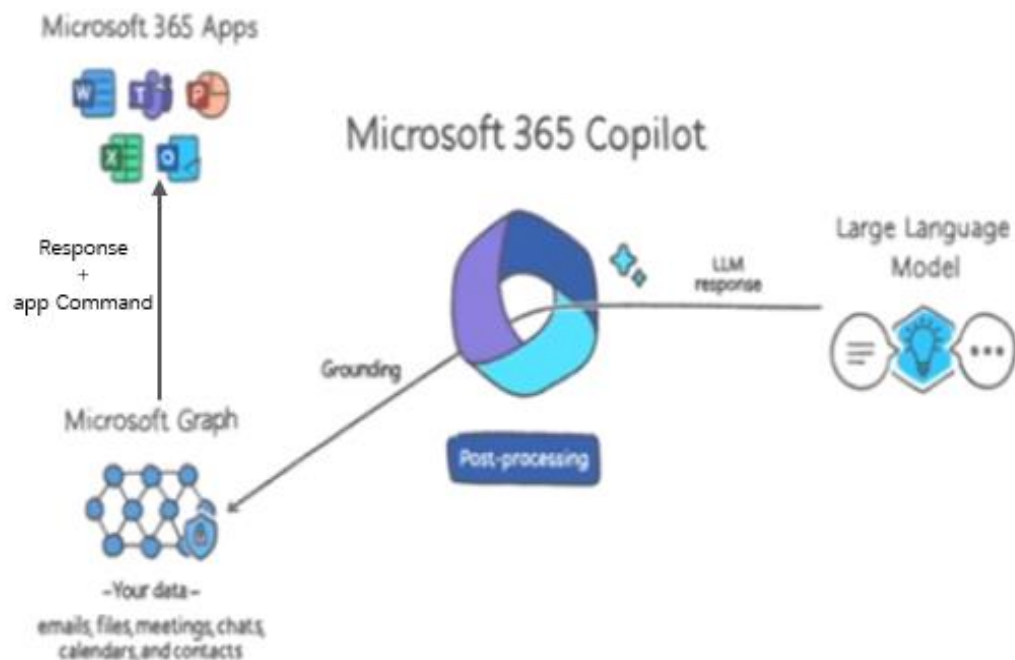 Microsoft 365 Apps
W
T
P
X
O
Response
+
app Command
Microsoft 365 Copilot
Large Language
Model
LLM
response
Grounding
Microsoft Graph
Post-processing
-Your data-
emails, files, meetings, chats,
calendars, and contacts